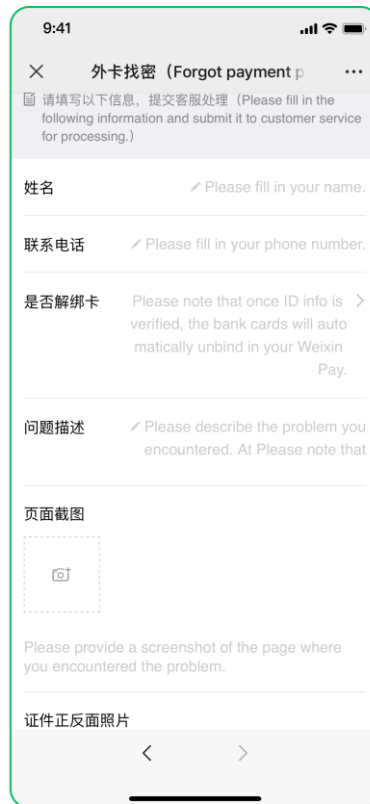 9:41
外卡找密（Forgot payment p
请填写以下信息，提交客服处理（Please fill in the
following information and submit it to customer service
for processing.）
姓名 Please fill in your name.
联系电话 Please fill in your phone number.
是否解绑卡 Please note that once ID info is
verified, the bank cards will auto
matically unbind in your Weixin
Pay.
问题描述 Please describe the problem you
encountered. At Please note that
页面截图
Please provide a screenshot of the page where
you encountered the problem.
证件正反面照片